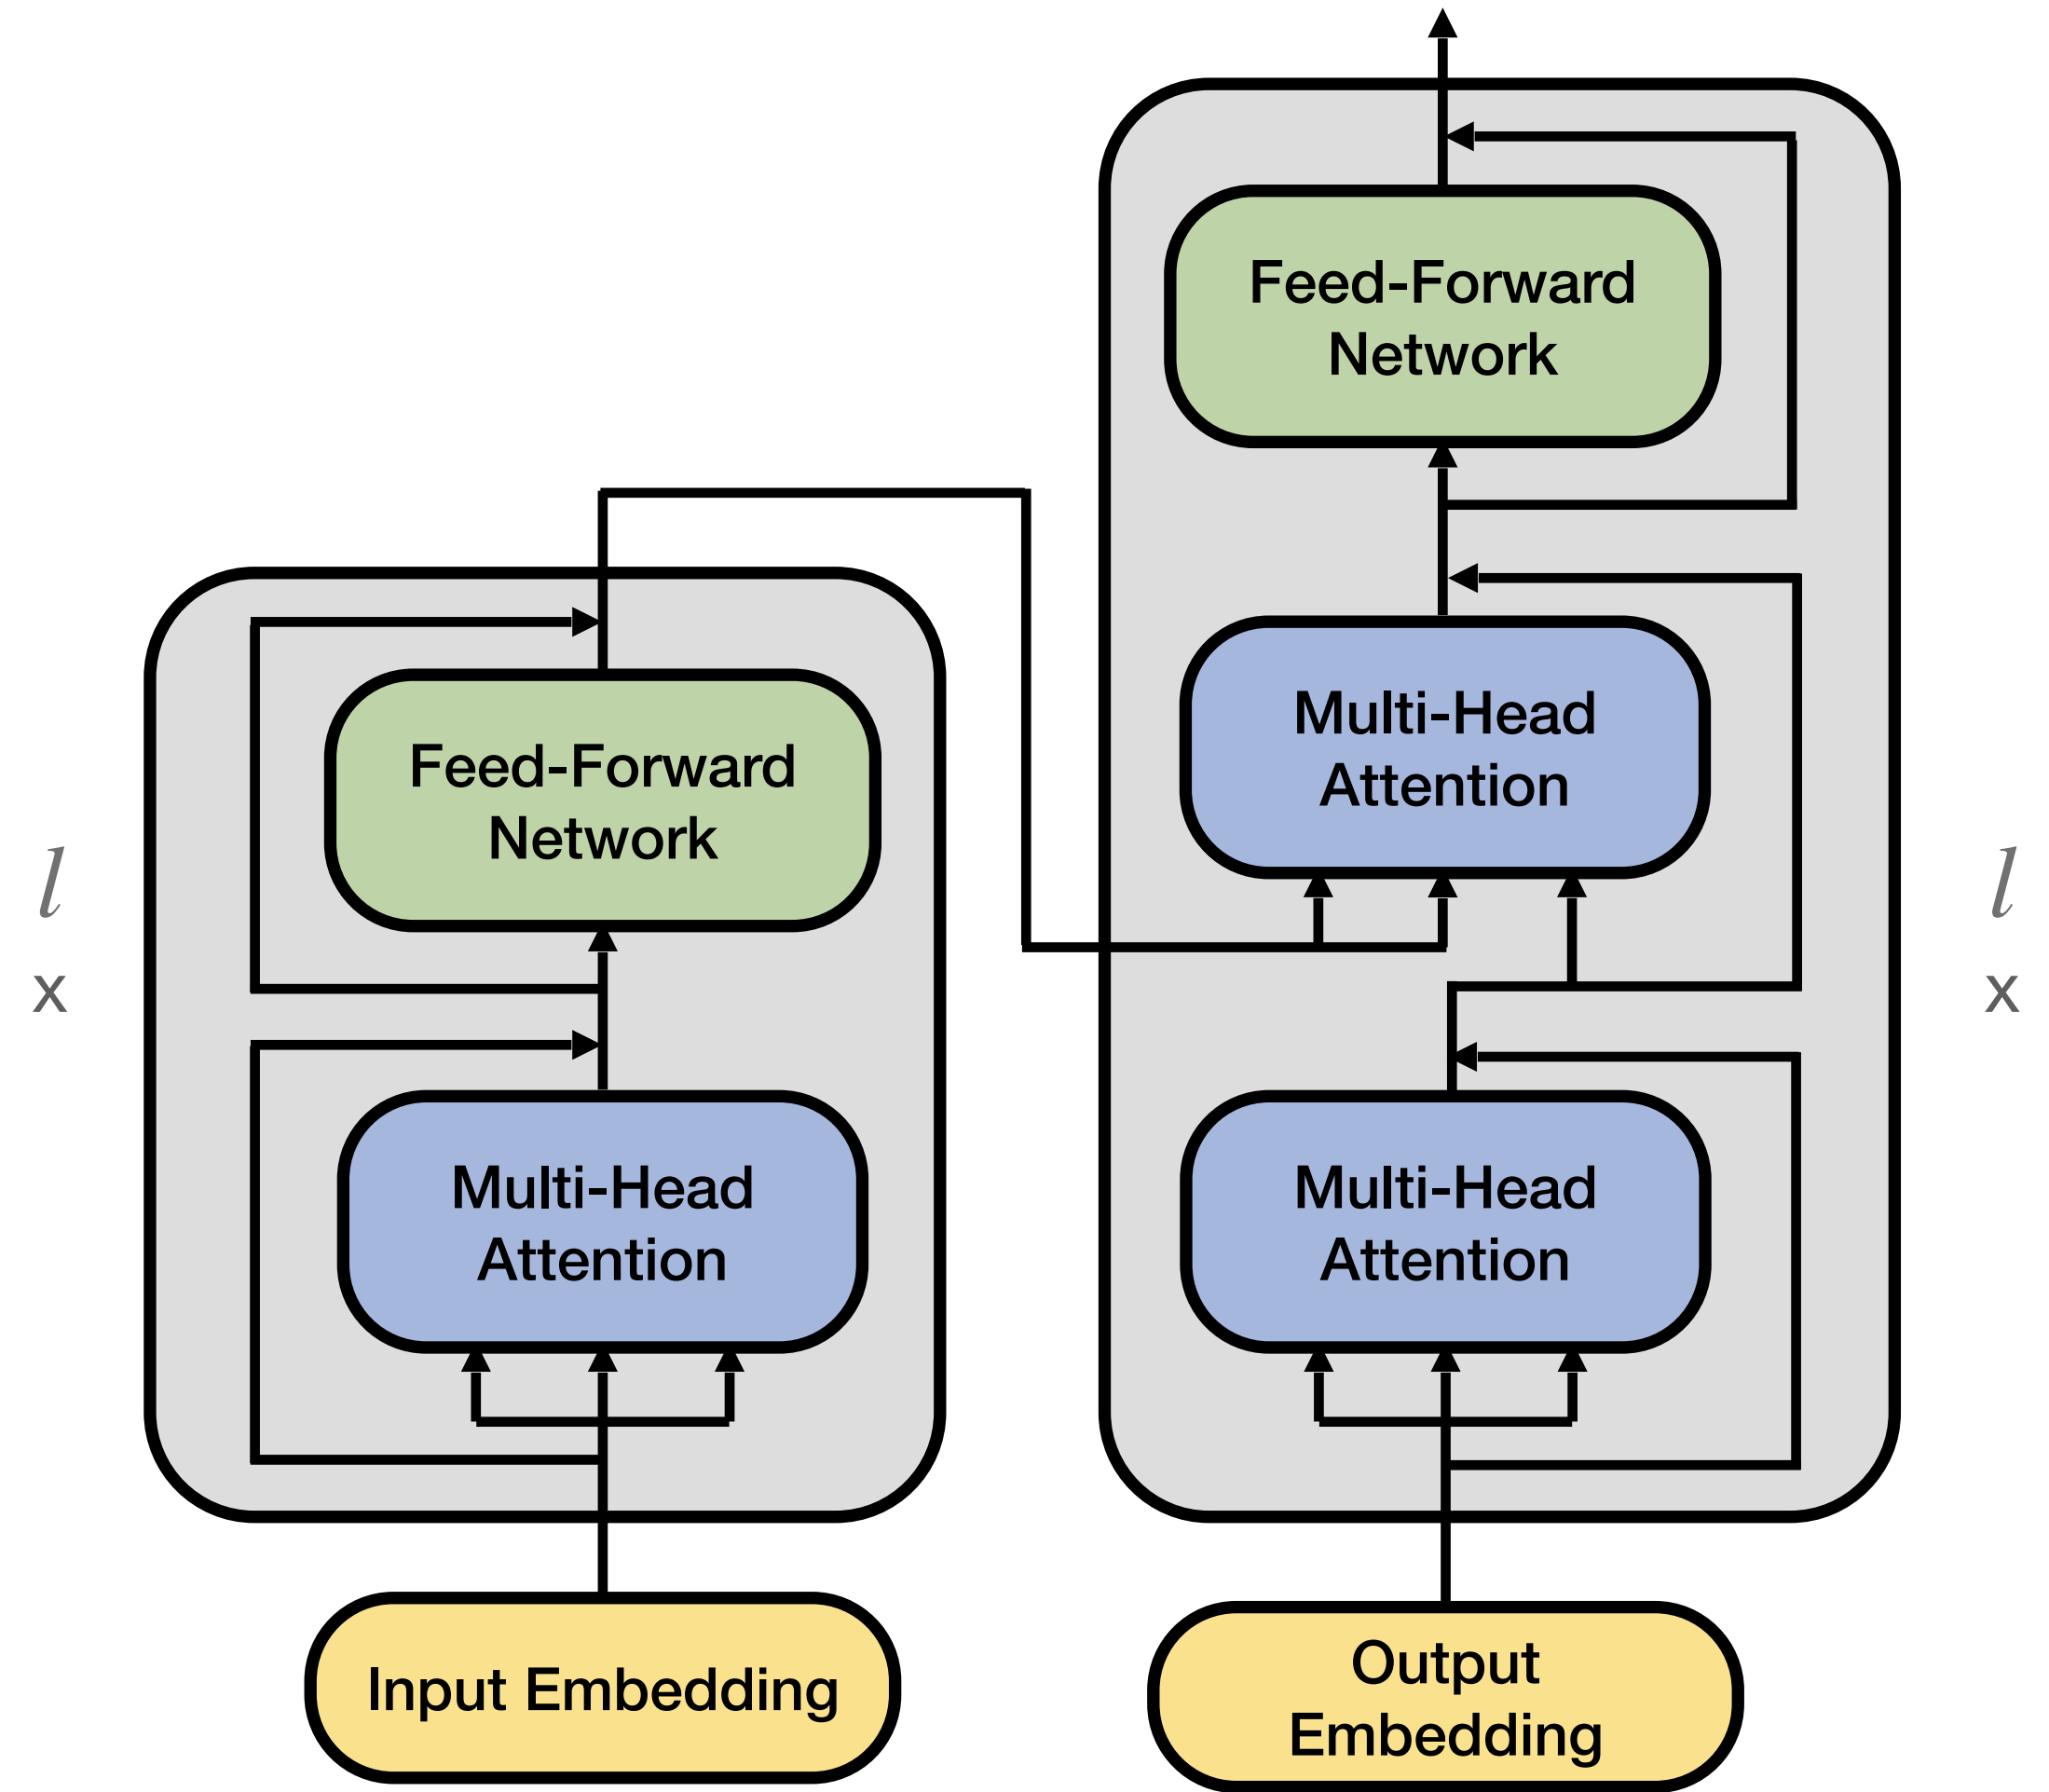 Feed-Forward
Network
Multi-Head
Attention
Input Embedding
l
x
Feed-Forward
Network
Multi-Head
Attention
Multi-Head
Attention
Output
Embedding
l
x